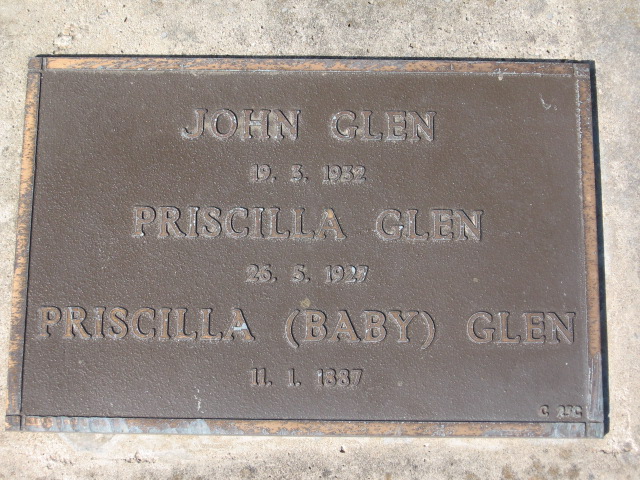 JOHN GLEN
19. 3. 1932
PRISCILLA GLEN
26. 5. 1927
PRISCILLA (BABY) GLEN
11. 1. 1887